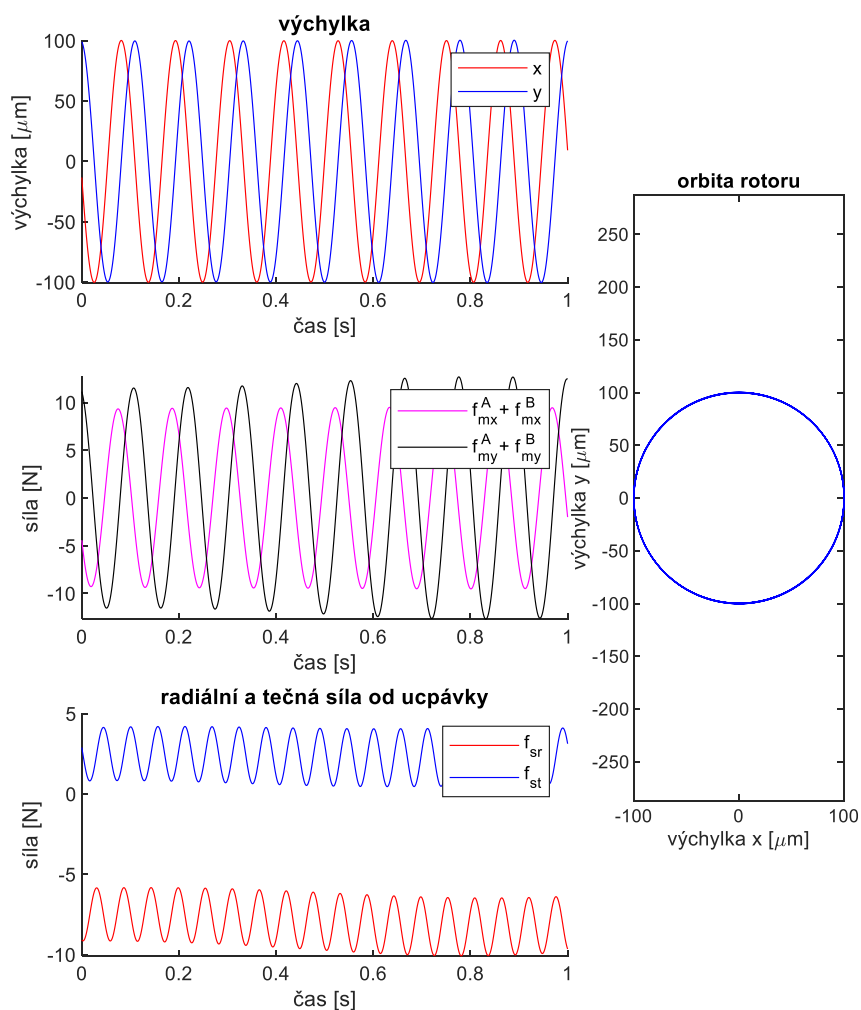 výchylka
100
50
0
-50
-100
výchylka [μm]
x
y
0
0.2
0.4
0.6
0.8
1
čas [s]
10
5
0
-5
-10
síla [N]
f_mx^A + f_mx^B
f_my^A + f_my^B
0
0.2
0.4
0.6
0.8
1
čas [s]
radiální a tečná síla od ucpávky
5
0
-5
-10
síla [N]
f_sr
f_st
0
0.2
0.4
0.6
0.8
1
čas [s]
orbita rotoru
250
200
150
100
50
0
-50
-100
-150
-200
-250
výchylka y [μm]
-100
0
100
výchylka x [μm]